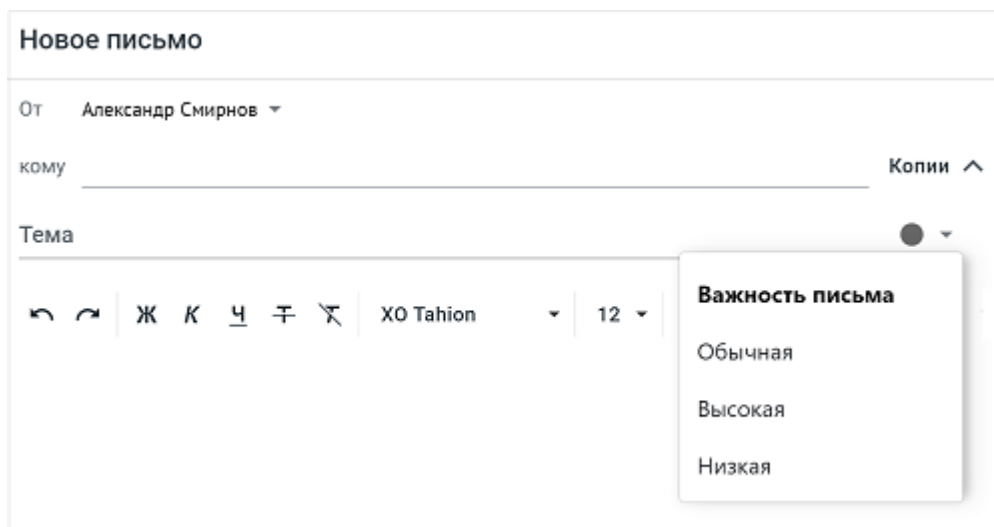 Новое письмо
От Александр Смирнов
кому Копии
Тема
Важность письма
Ж К Ч Т Т XO Tahion 12
Обычная
Высокая
Низкая